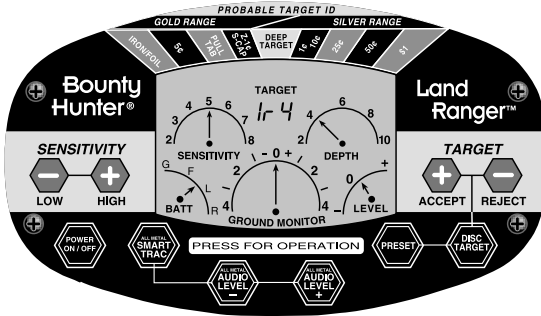 PROBABLE TARGET ID
GOLD RANGE
SILVER RANGE
IRON/FOIL
5¢
PULL
TAB
Z-1¢
S-CAP
DEEP
TARGET
1¢
10¢
25¢
50¢
$1
Bounty
Hunter®
Land
Ranger™
TARGET
1r4
2 3 4 5 6 7 8
SENSITIVITY
2 4 6 8 10
DEPTH
G F L R
BATT
4 2 - 0 + 2 4
GROUND MONITOR
- 0 +
LEVEL
SENSITIVITY
- +
LOW HIGH
TARGET
+ -
ACCEPT REJECT
POWER
ON / OFF
ALL METAL
SMART
TRAC
PRESS FOR OPERATION
ALL METAL
AUDIO
LEVEL
-
ALL METAL
AUDIO
LEVEL
+
PRESET
DISC
TARGET